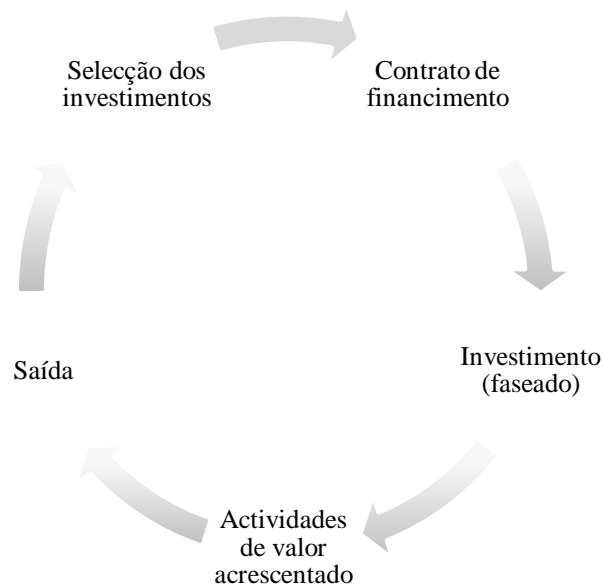 Selecção dos
investimentos
Contrato de
financimento
Investimento
(faseado)
Actividades
de valor
acrescentado
Saída